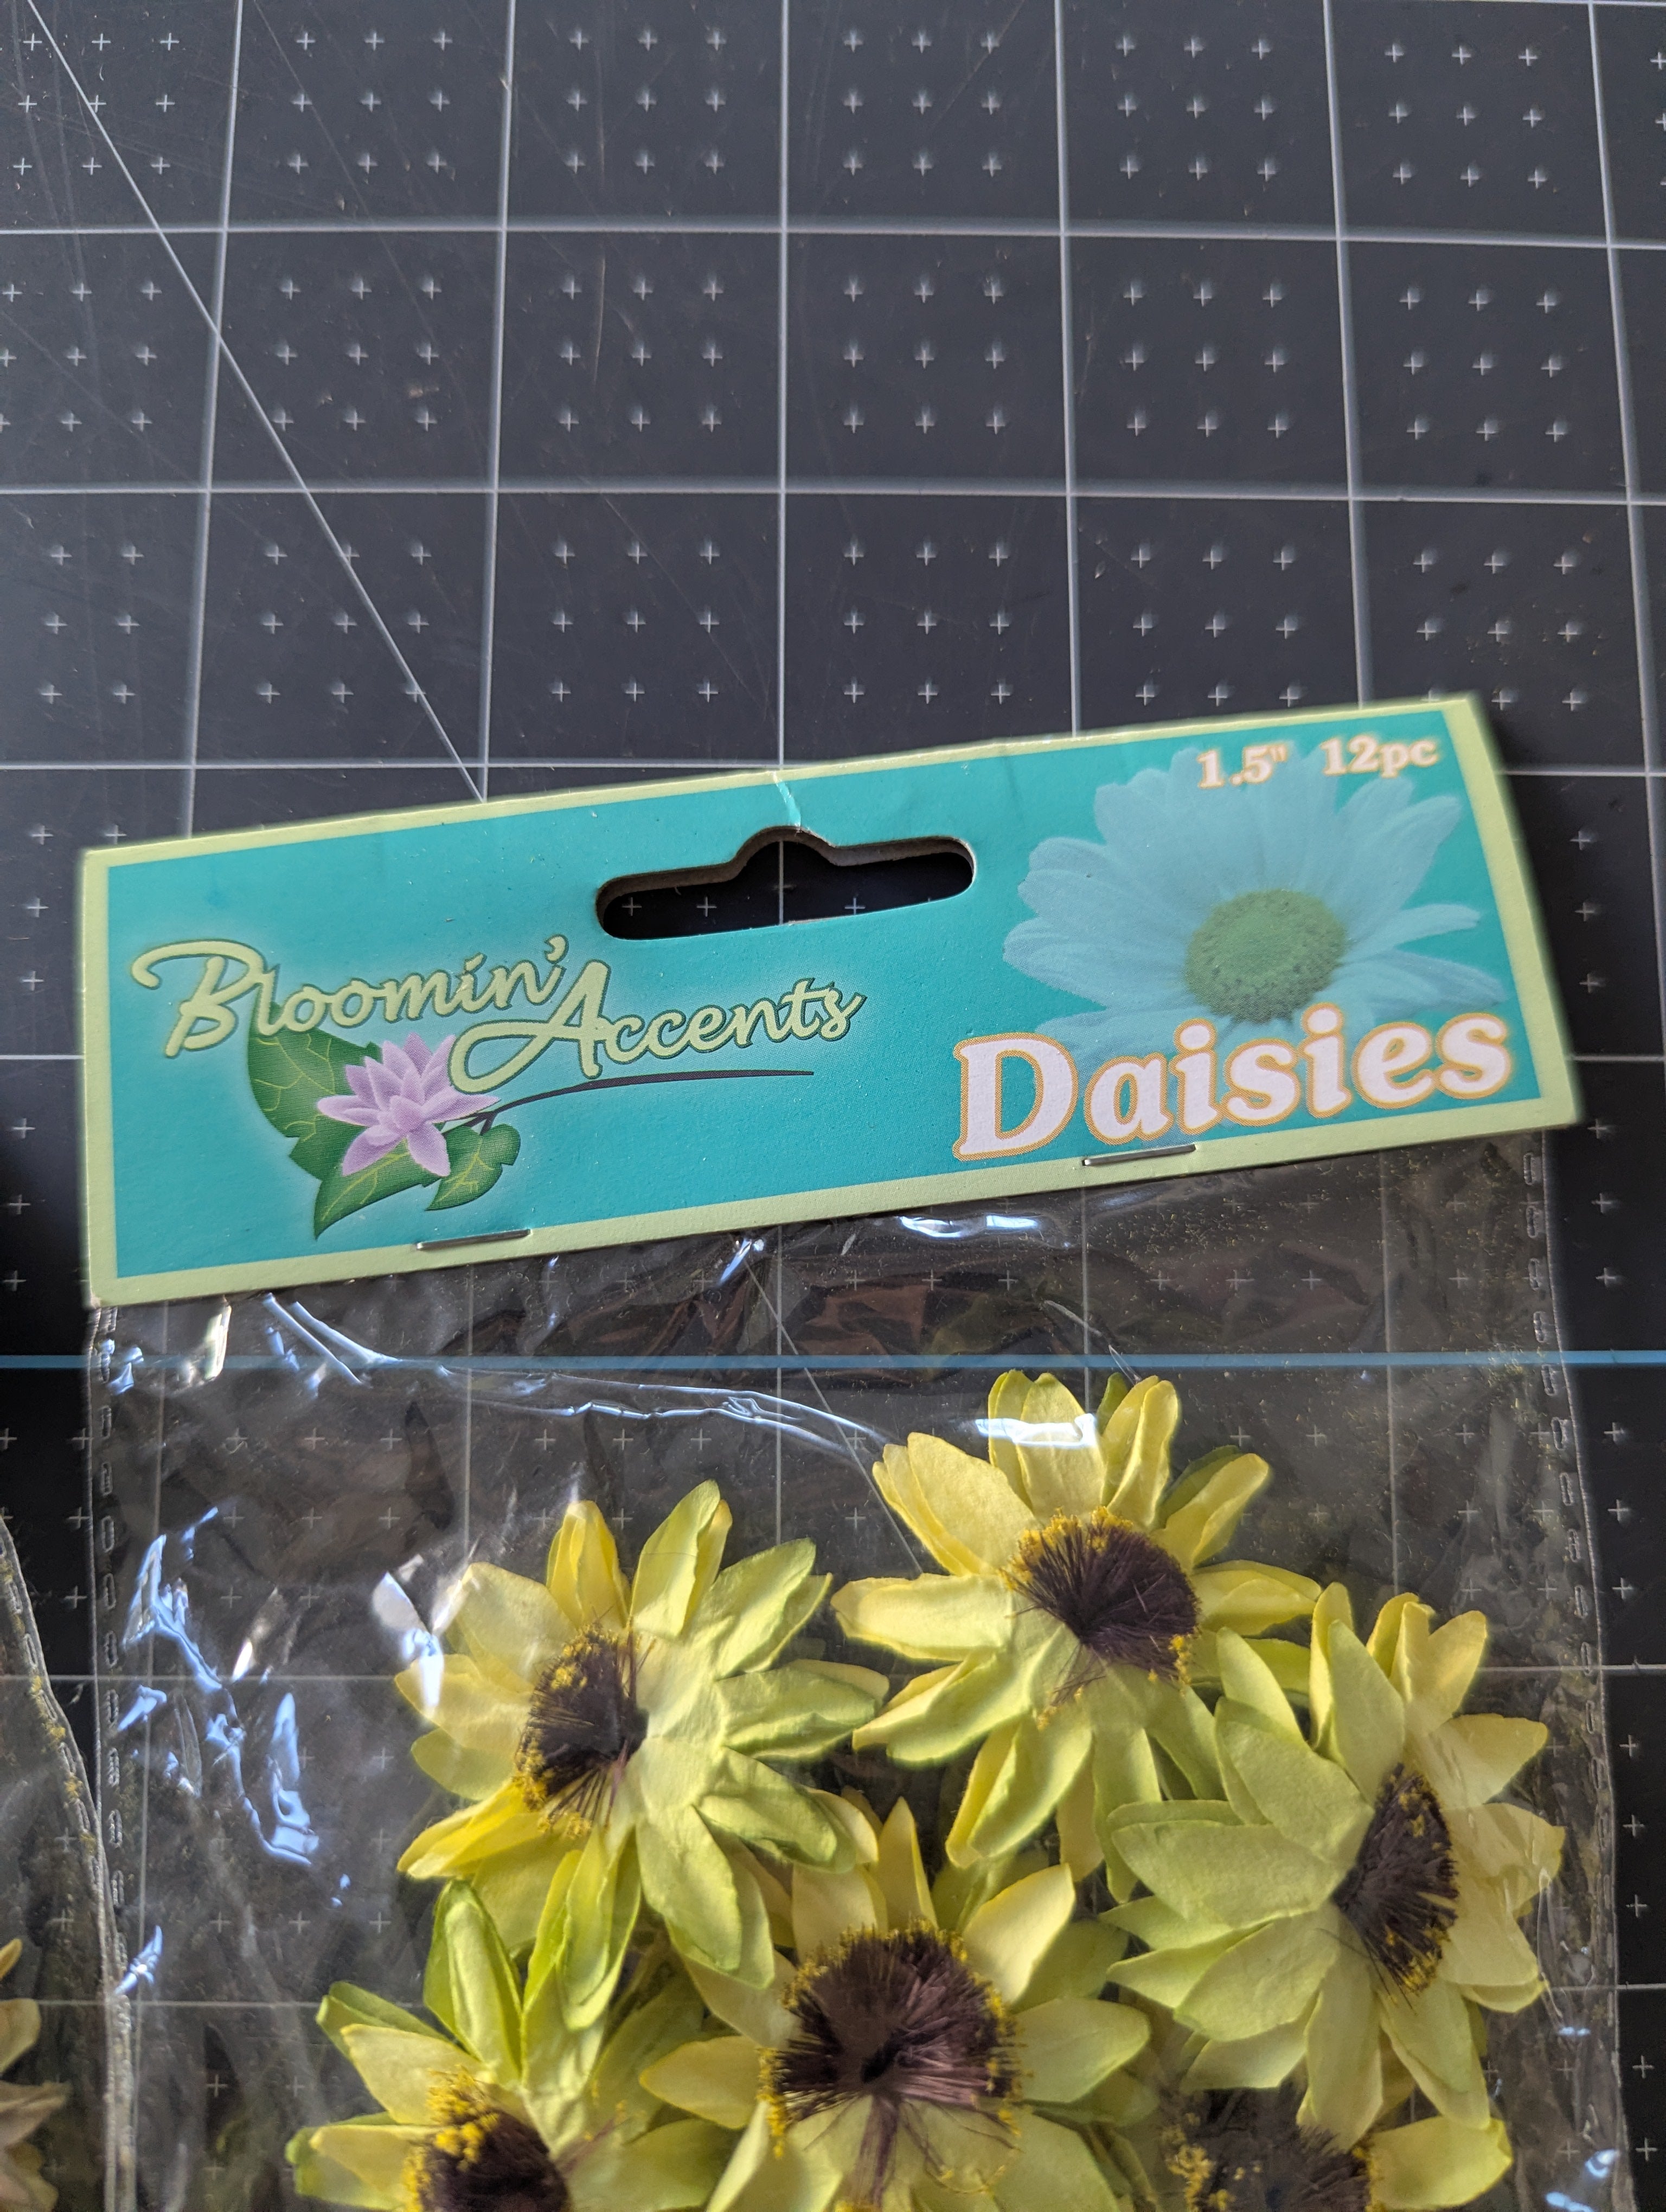 1.5" 12pc
Bloomin' Accents
Daisies